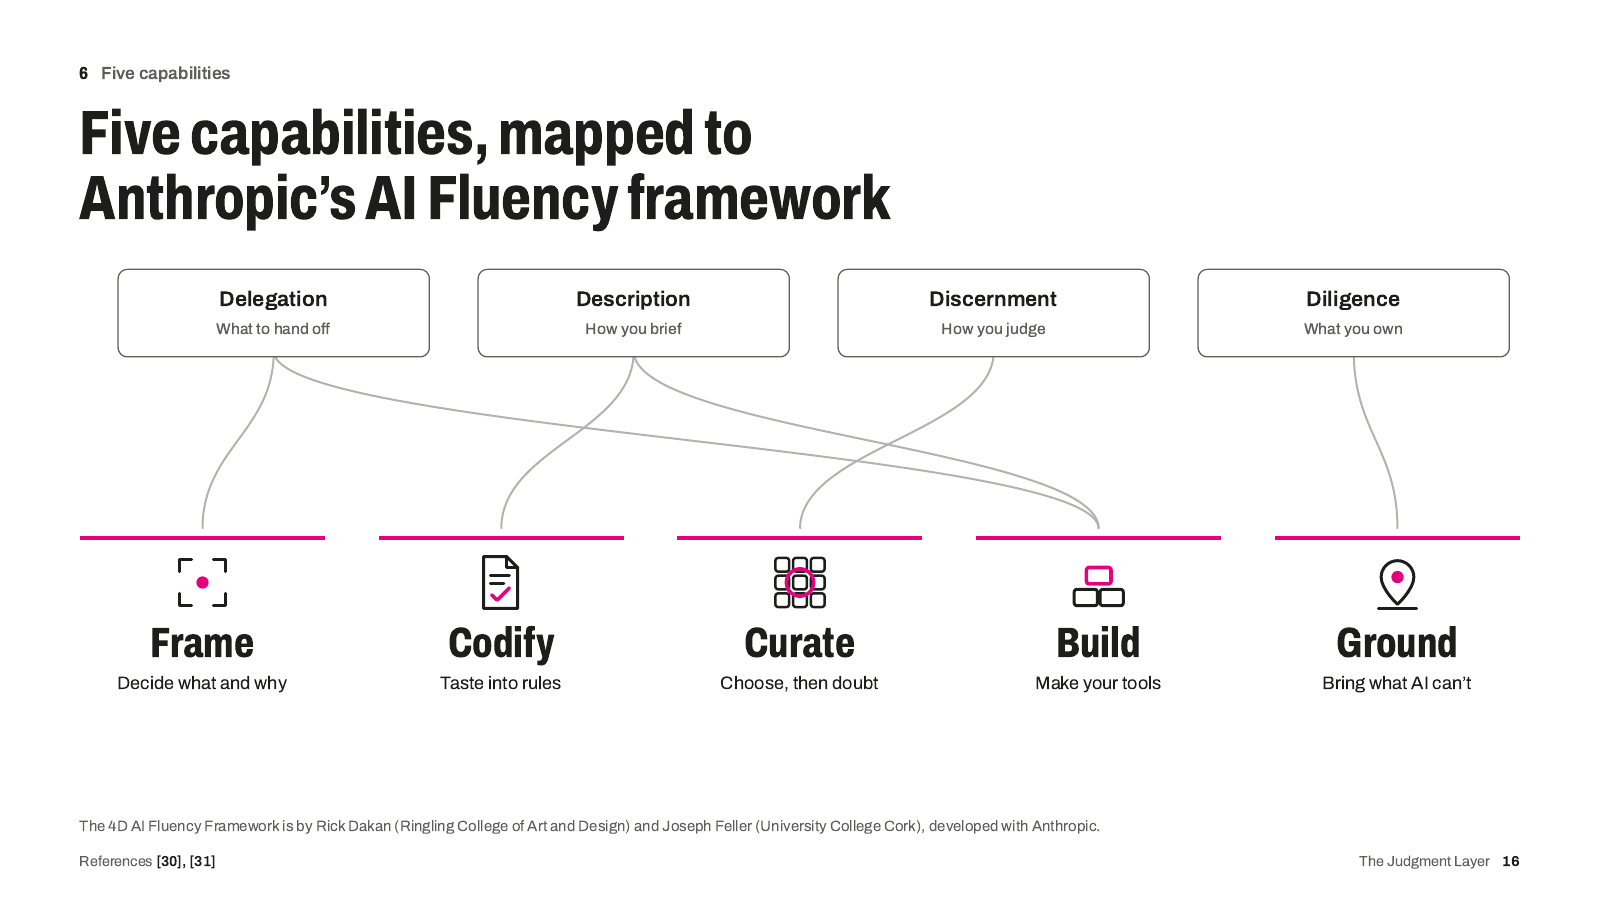 6 Five capabilities
Five capabilities, mapped to
Anthropic’s AI Fluency framework
Delegation
What to hand off
Description
How you brief
Discernment
How you judge
Diligence
What you own
Frame
Decide what and why
Codify
Taste into rules
Curate
Choose, then doubt
Build
Make your tools
Ground
Bring what AI can’t
The 4D AI Fluency Framework is by Rick Dakan (Ringling College of Art and Design) and Joseph Feller (University College Cork), developed with Anthropic.
References [30], [31]
The Judgment Layer 16